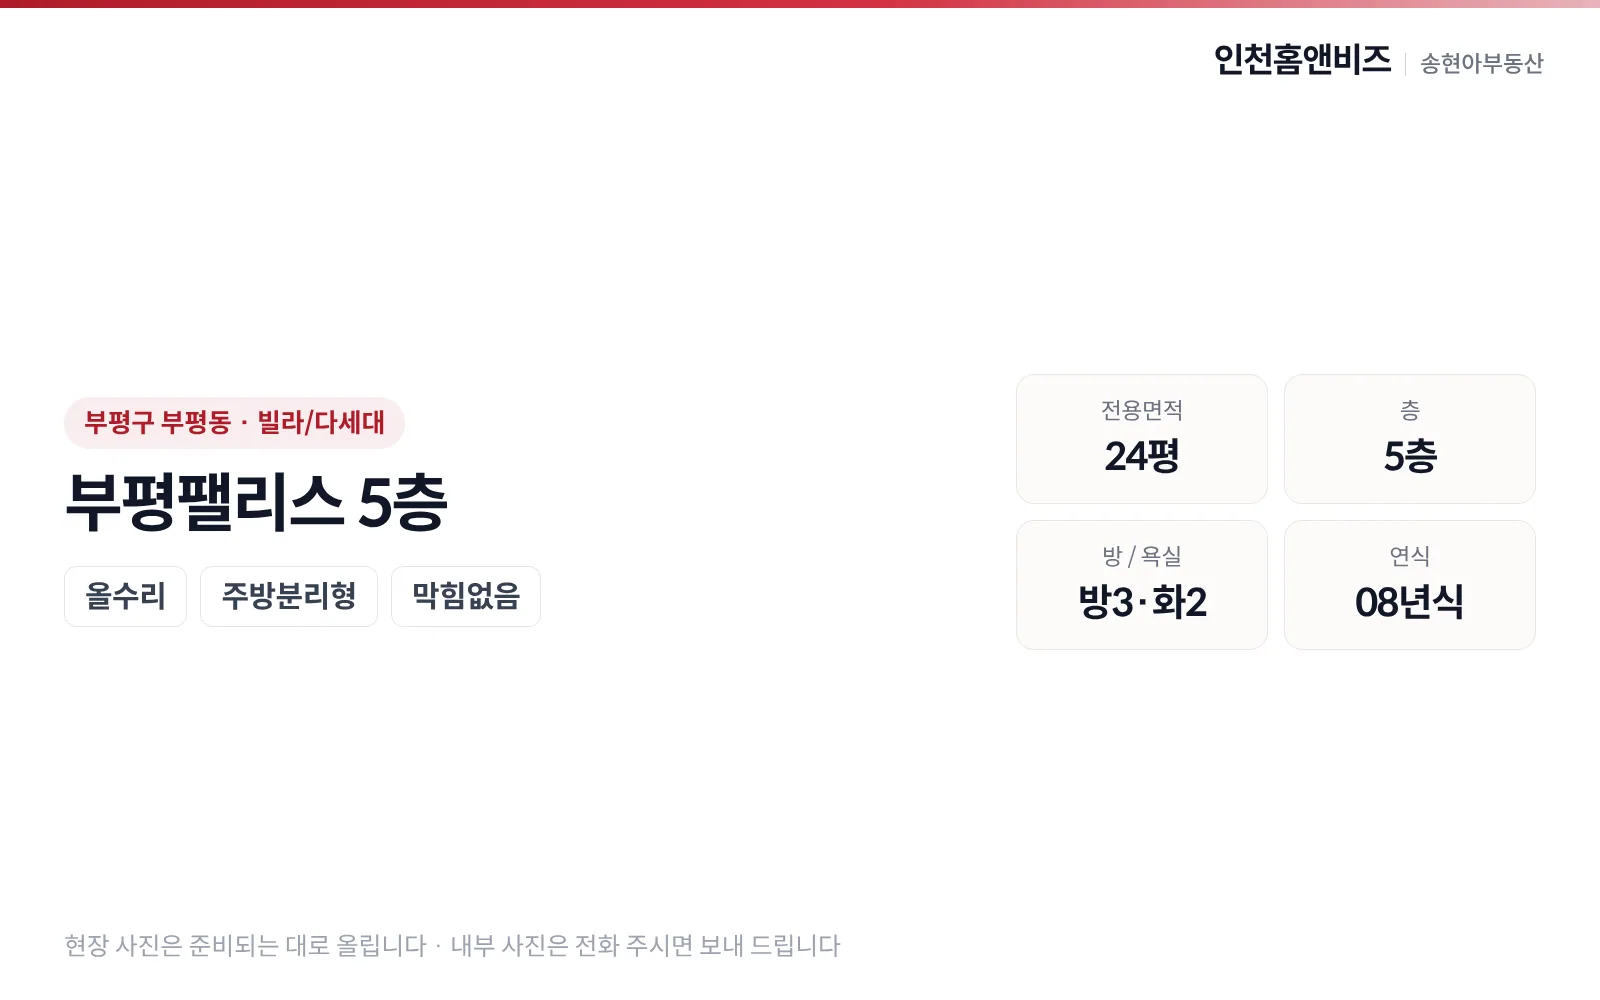 인천홈앤비즈 송현아부동산
부평구 부평동 · 빌라/다세대
부평팰리스 5층
올수리 주방분리형 막힘없음
전용면적
24평
층
5층
방 / 욕실
방3·화2
연식
08년식
현장 사진은 준비되는 대로 올립니다 · 내부 사진은 전화 주시면 보내 드립니다